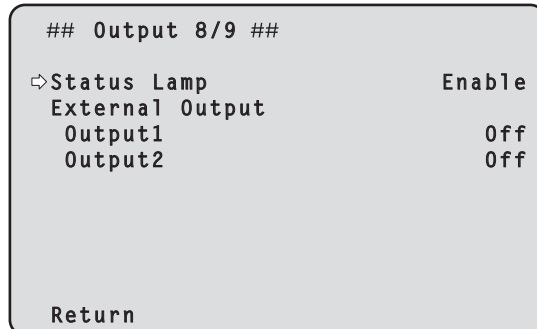 ## Output 8/9 ##
⇨Status Lamp Enable
External Output
Output1 Off
Output2 Off
Return